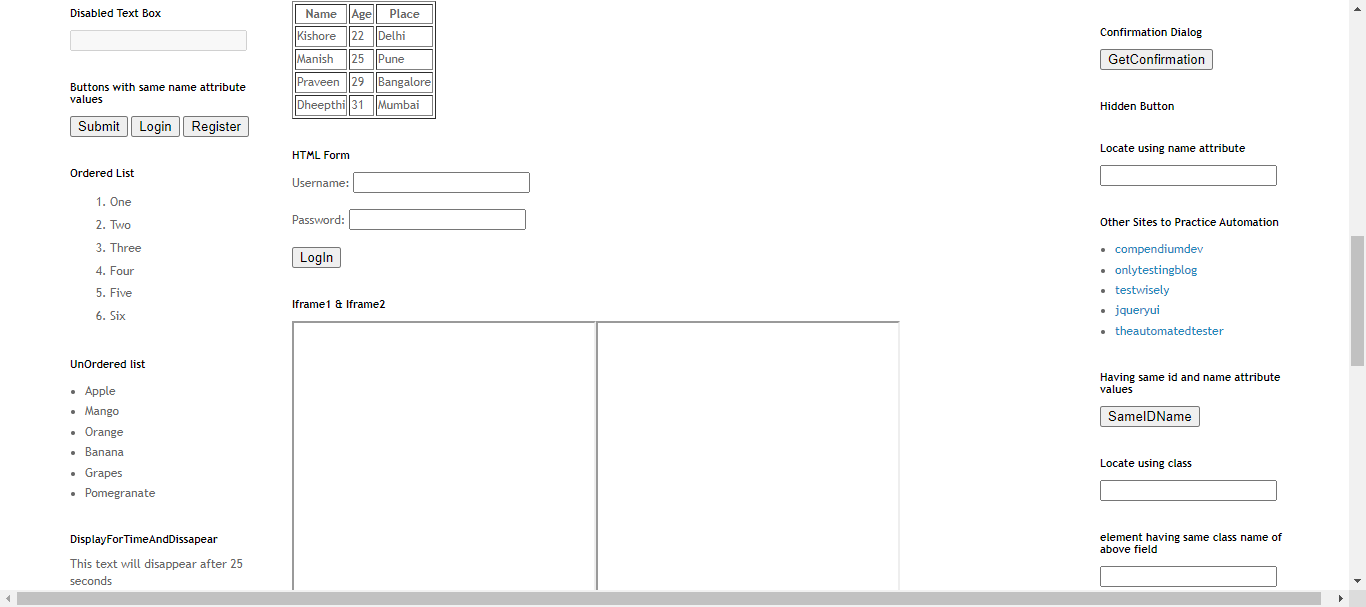 Disabled Text Box
Buttons with same name attribute
values
Submit Login Register
Ordered List
1. One
2. Two
3. Three
4. Four
5. Five
6. Six
UnOrdered list
• Apple
• Mango
• Orange
• Banana
• Grapes
• Pomegranate
DisplayForTimeAndDissapear
This text will disappear after 25
seconds
Name Age Place
Kishore 22 Delhi
Manish 25 Pune
Praveen 29 Bangalore
Dheepthi 31 Mumbai
HTML Form
Username:
Password:
LogIn
Iframe1 & Iframe2
Confirmation Dialog
GetConfirmation
Hidden Button
Locate using name attribute
Other Sites to Practice Automation
• compendiumdev
• onlytestingblog
• testwisely
• jqueryui
• theautomatedtester
Having same id and name attribute
values
SameIDName
Locate using class
element having same class name of
above field